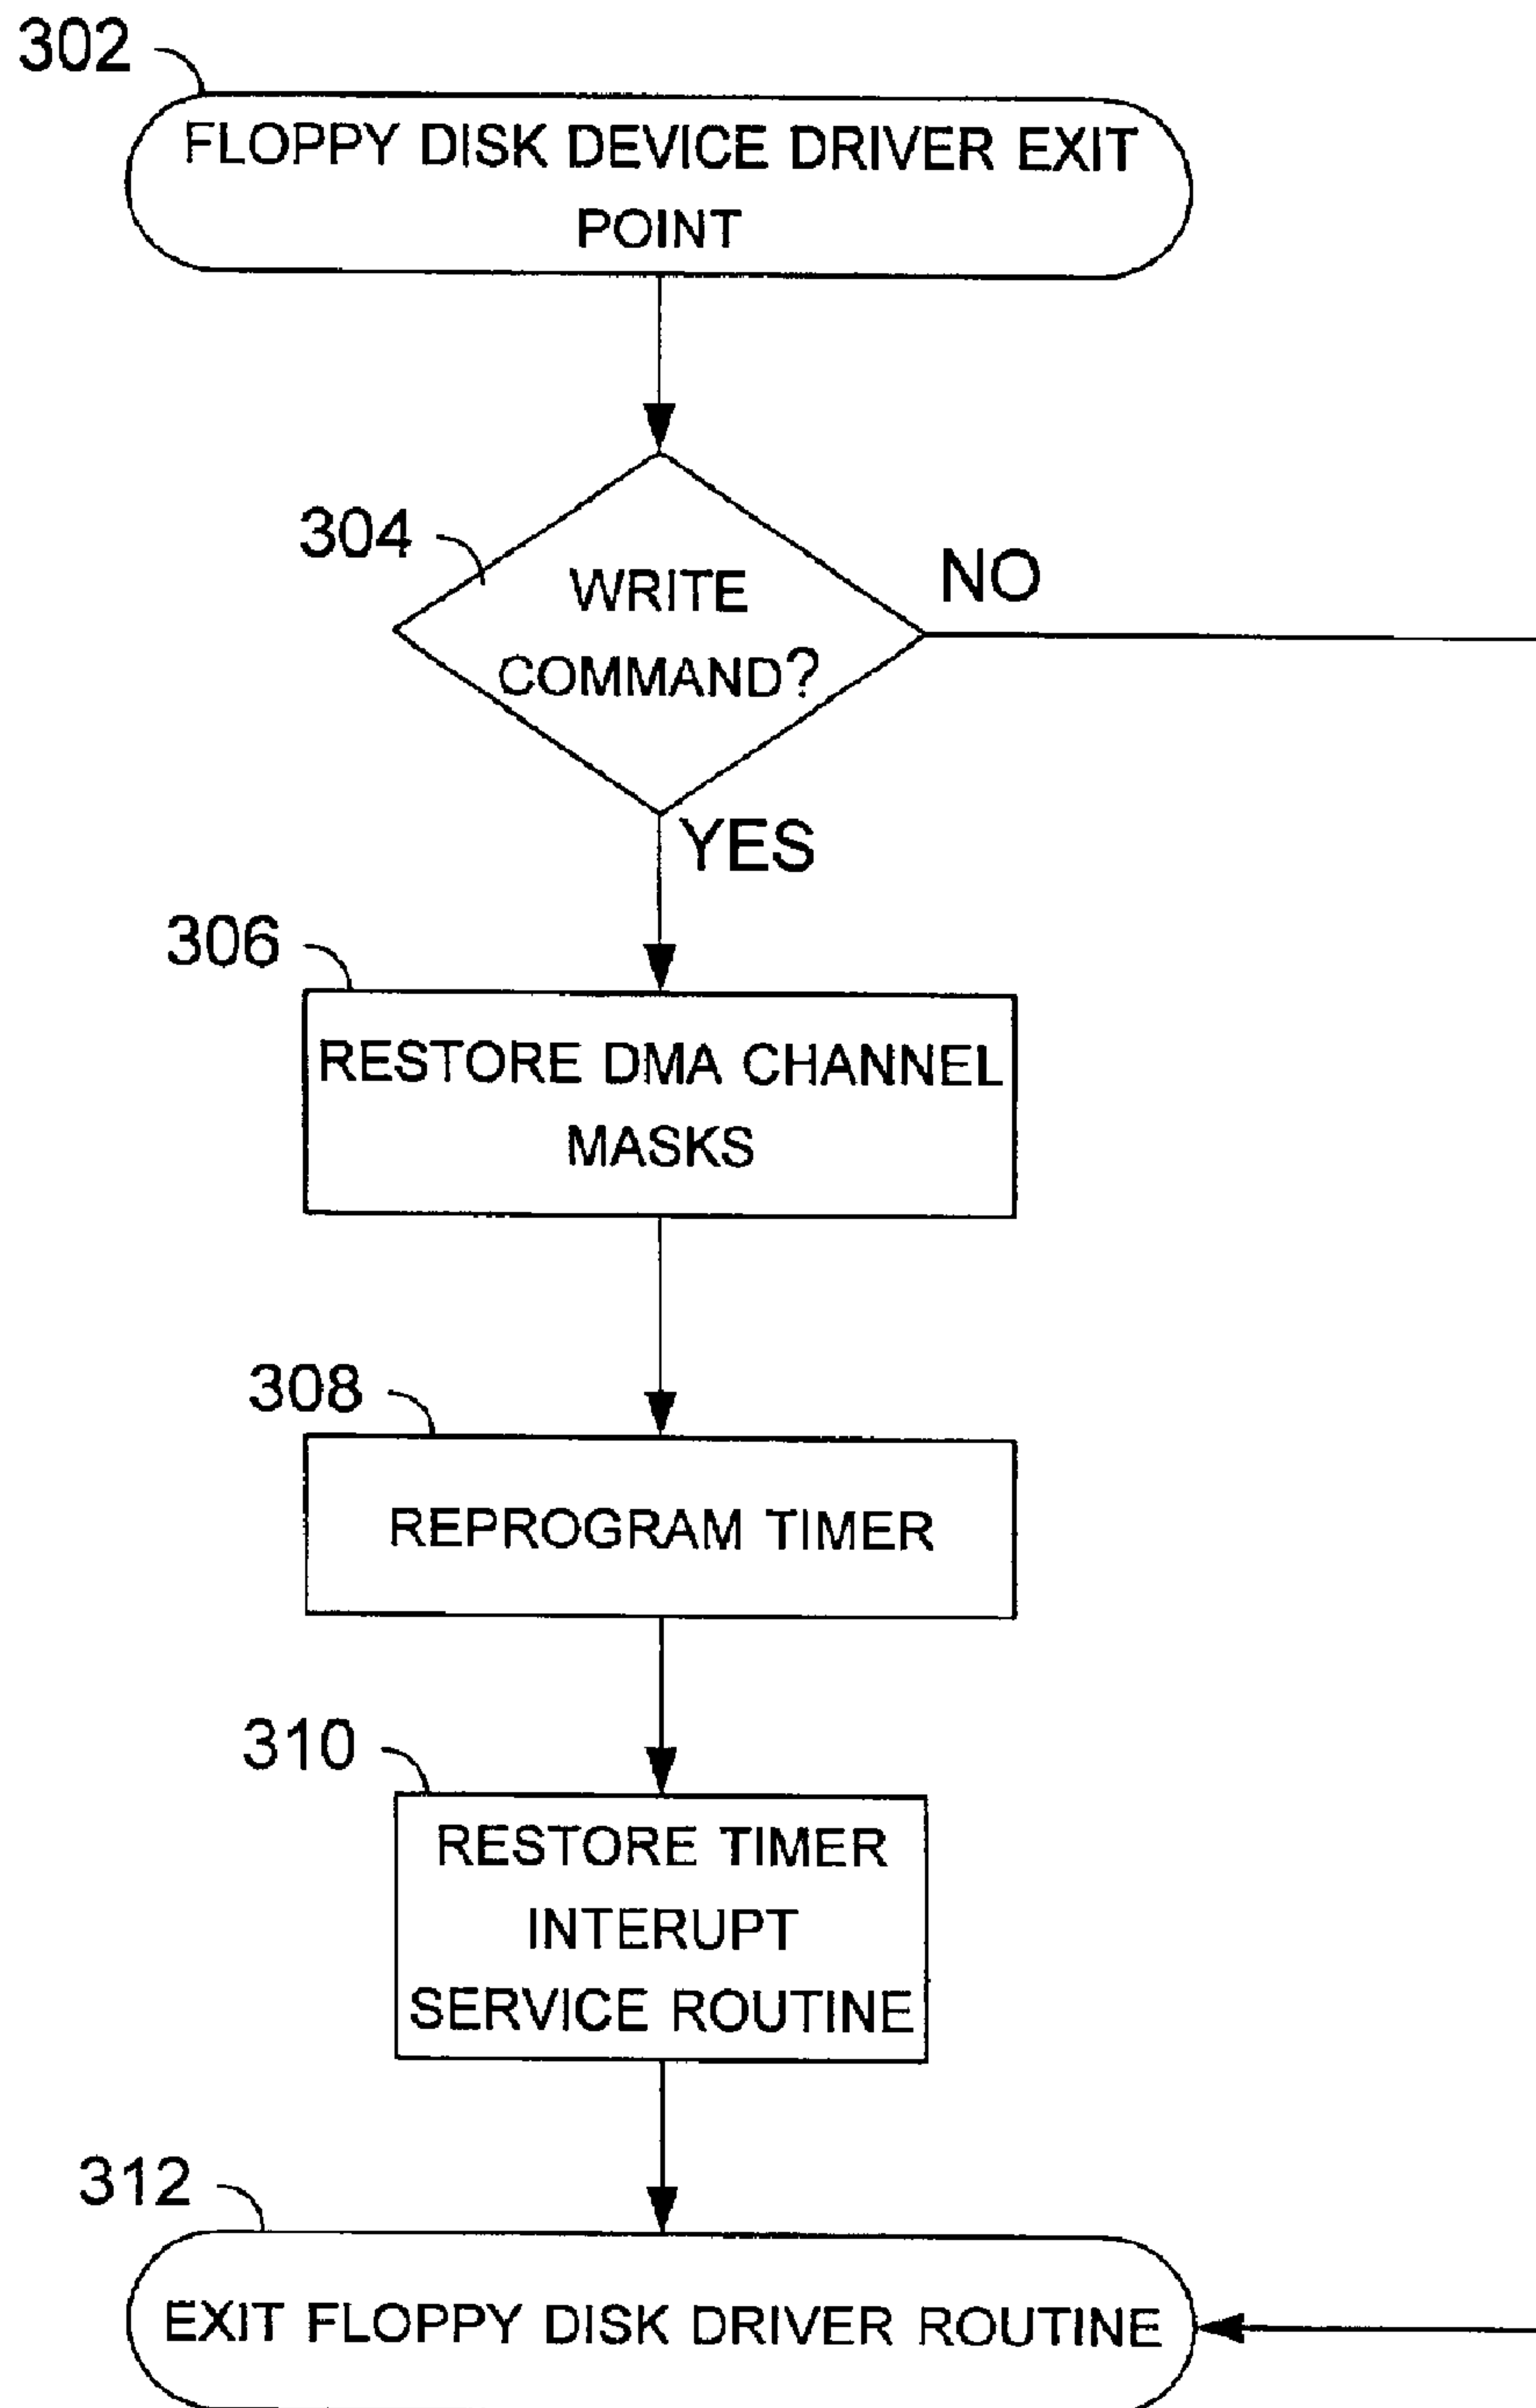 302
FLOPPY DISK DEVICE DRIVER EXIT
POINT
304
WRITE
COMMAND?
NO
YES
306
RESTORE DMA CHANNEL
MASKS
308
REPROGRAM TIMER
310
RESTORE TIMER
INTERUPT
SERVICE ROUTINE
312
EXIT FLOPPY DISK DRIVER ROUTINE